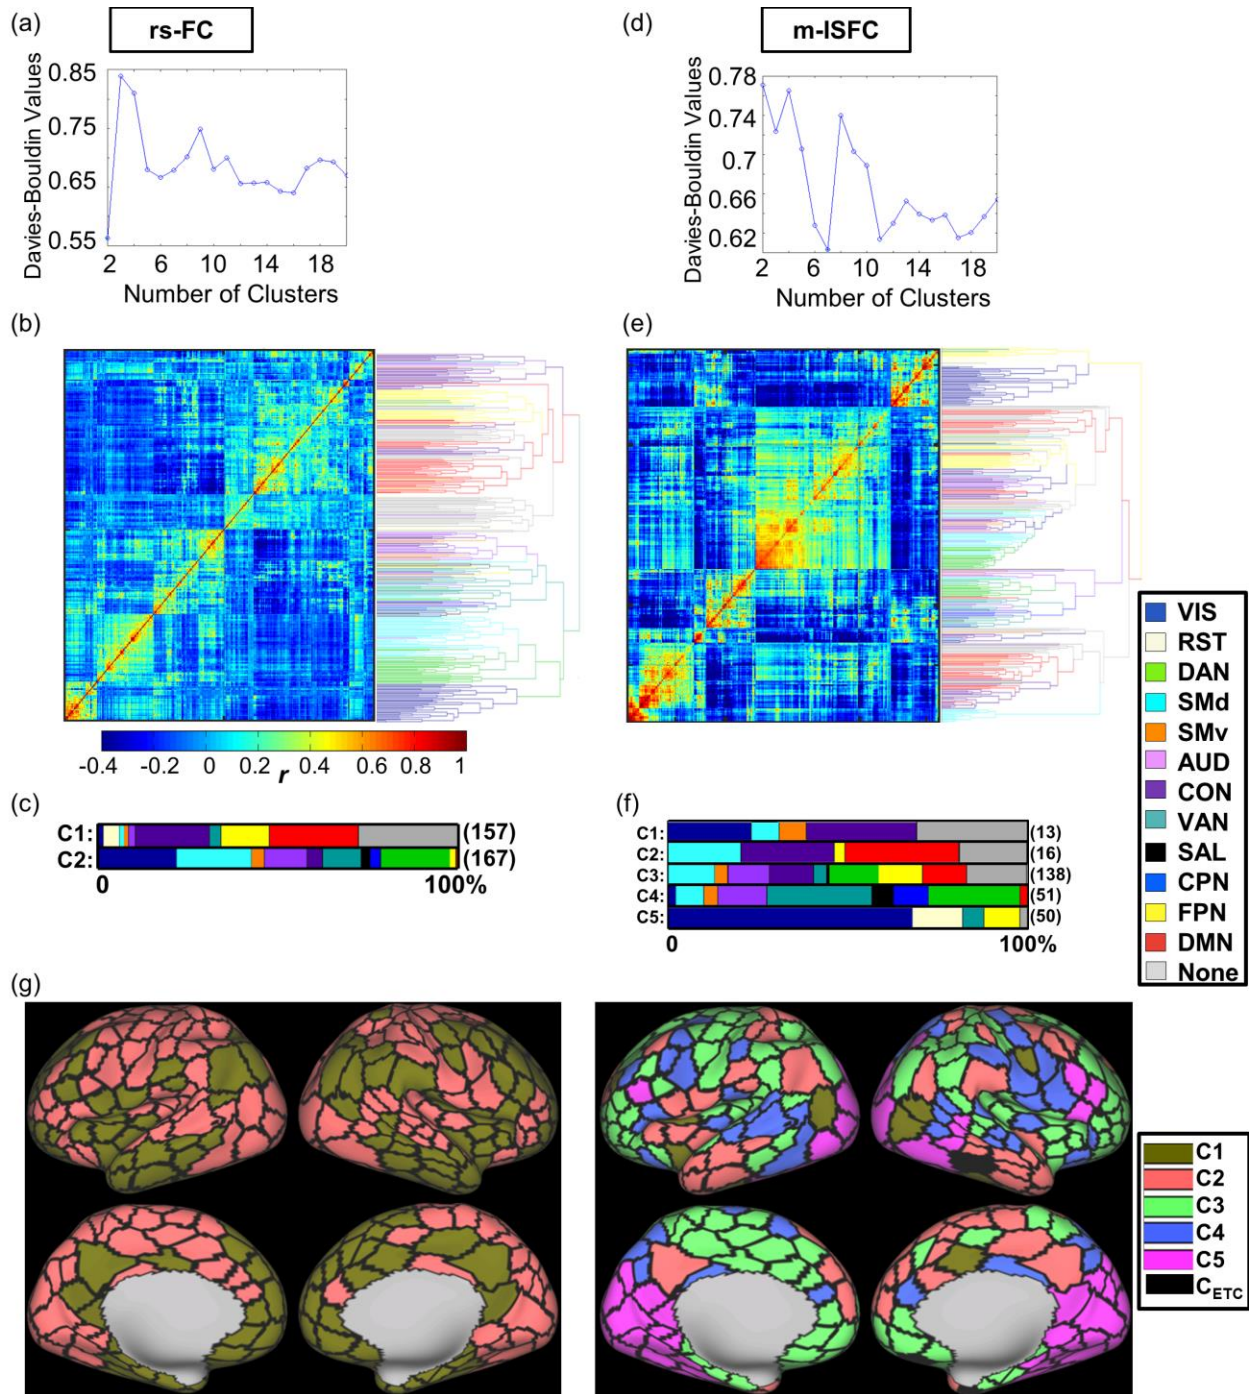 (a)
rs-FC
Davies-Bouldin Values
0.85
0.75
0.65
0.55
2 6 10 14 18
Number of Clusters
(d)
m-ISFC
Davies-Bouldin Values
0.78
0.74
0.7
0.66
0.62
2 6 10 14 18
Number of Clusters
(b)
-0.4 -0.2 0 0.2 0.4 0.6 0.8 1
r
(e)
VIS
RST
DAN
SMd
SMv
AUD
CON
VAN
SAL
CPN
FPN
DMN
None
(c)
C1: (157)
C2: (167)
0 100%
(f)
C1: (13)
C2: (16)
C3: (138)
C4: (51)
C5: (50)
0 100%
(g)
C1
C2
C3
C4
C5
CETC